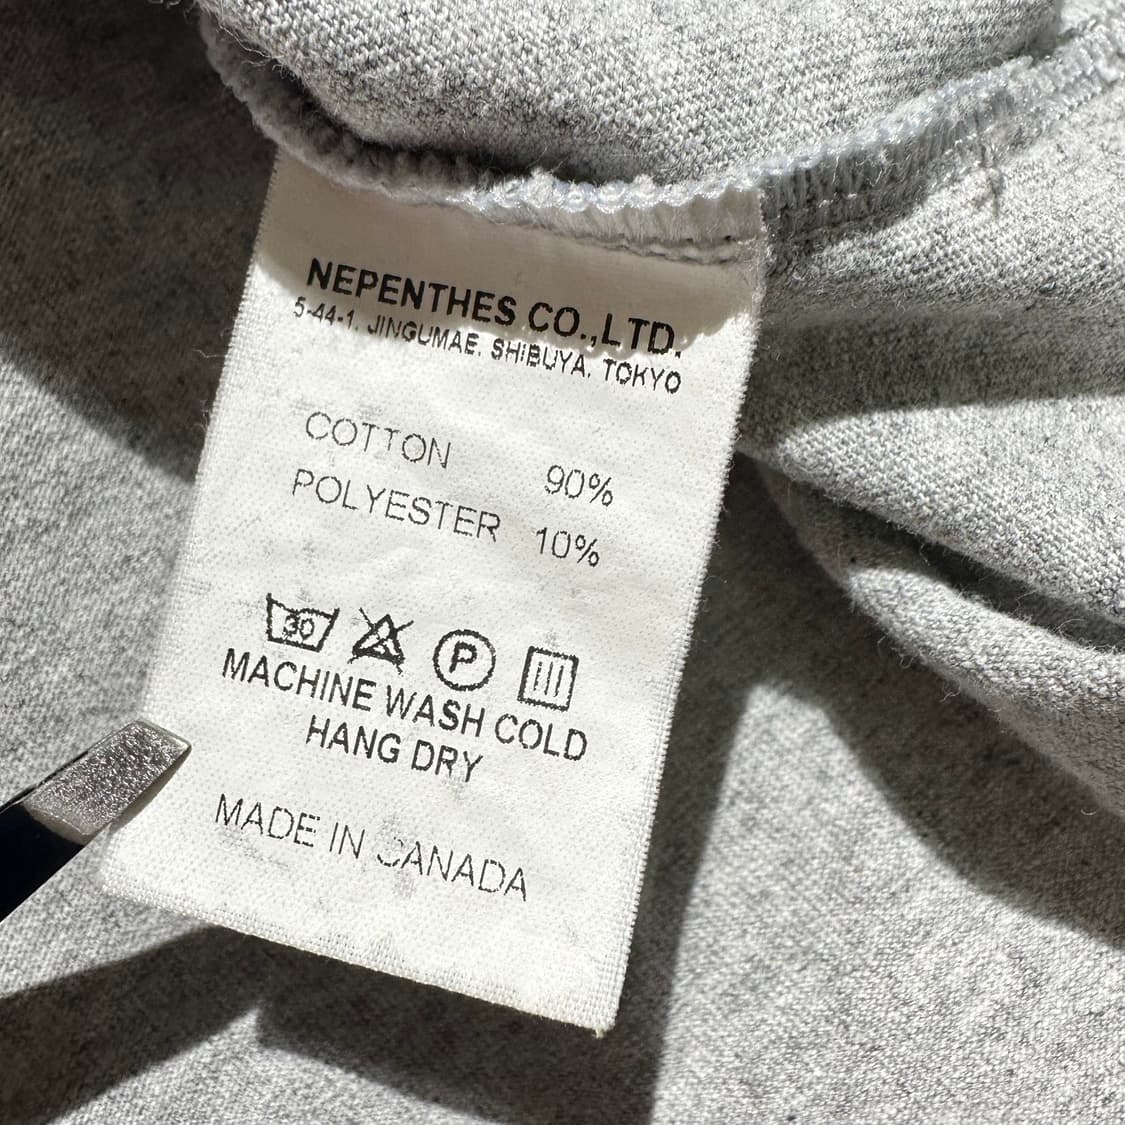 NEPENTHES CO.,LTD.
5-44-1, JINGUMAE, SHIBUYA, TOKYO
COTTON 90%
POLYESTER 10%
30 P
MACHINE WASH COLD
HANG DRY
MADE IN CANADA